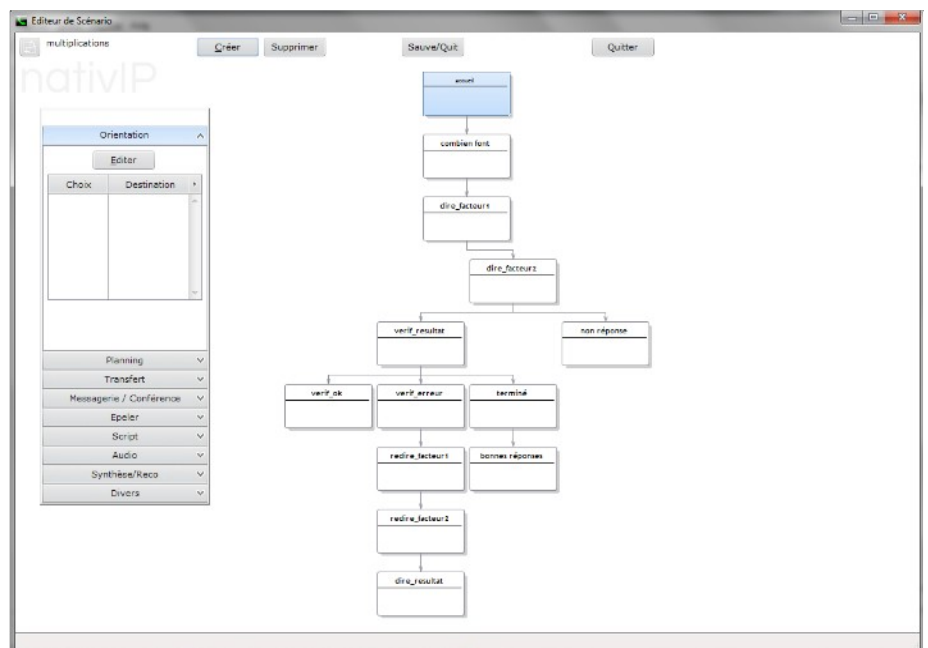 Editeur de Scénario
multiplications
Créer
Supprimer
Sauve/Quit
Quitter
nativIP
Orientation
Editer
Choix
Destination
Planning
Transfert
Messagerie / Conférence
Epeler
Script
Audio
Synthèse/Reco
Divers
combien font
dire_facteur1
dire_facteur2
verif_resultat
non réponse
verif_ok
verif_erreur
terminé
redire_facteur1
bonnes réponses
redire_facteur2
dire_resultat